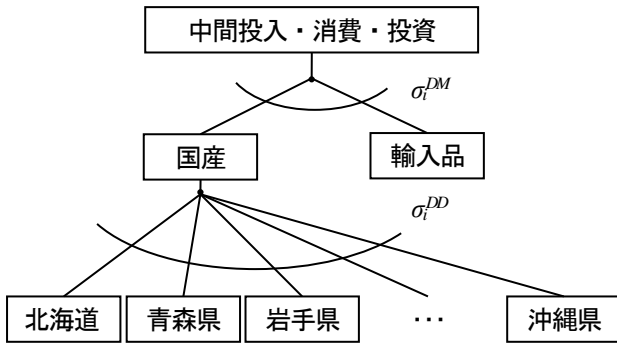 中間投入・消費・投資
σ_i^{DM}
国産
輸入品
σ_i^{DD}
北海道
青森県
岩手県
…
沖縄県